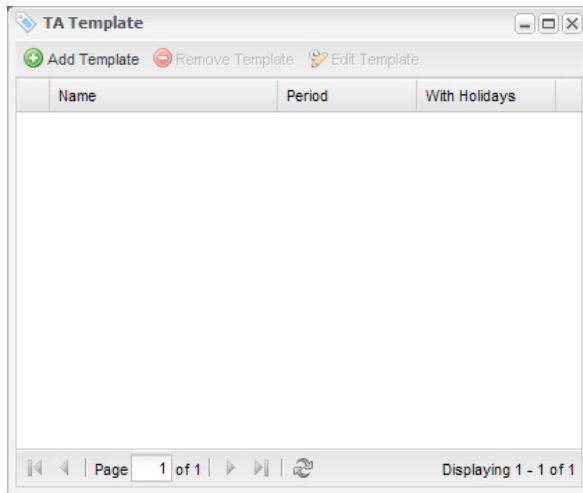 TA Template
Add Template Remove Template Edit Template
Name Period With Holidays
Page 1 of 1 Displaying 1 - 1 of 1